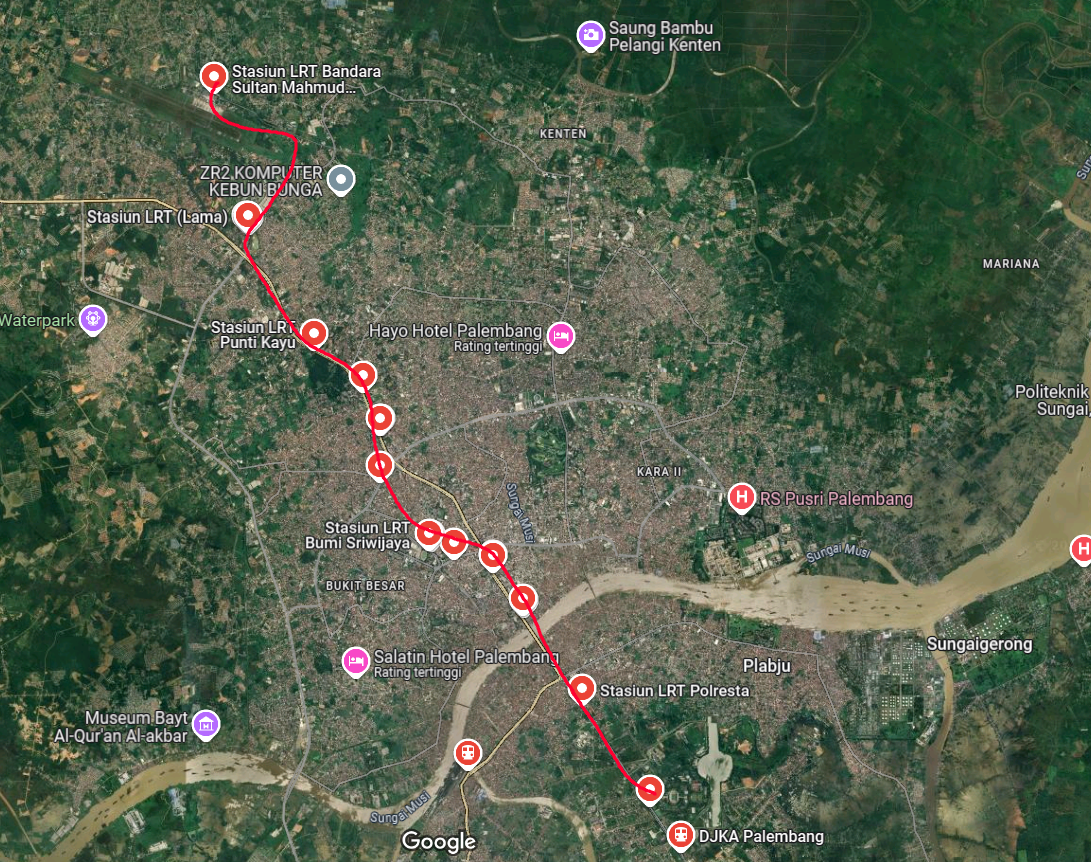 Saung Bambu
Pelangi Kenten
Stasiun LRT Bandara
Sultan Mahmud...
KENTEN
ZR2 KOMPUTER
KEBUN BUNGA
Stasiun LRT (Lama)
MARIANA
Waterpark
Stasiun LRT
Punti Kayu
Hayo Hotel Palembang
Rating tertinggi
Politeknik
Sungai
KARA II
H RS Pusri Palembang
Sungai Musi
Stasiun LRT
Bumi Sriwijaya
Sungai Musi
H
BUKIT BESAR
Sungaigerong
Salatin Hotel Palembang
Rating tertinggi
Plabju
Stasiun LRT Polresta
Museum Bayt
Al-Qur'an Al-akbar
Sungai Musi
Google
DJKA Palembang